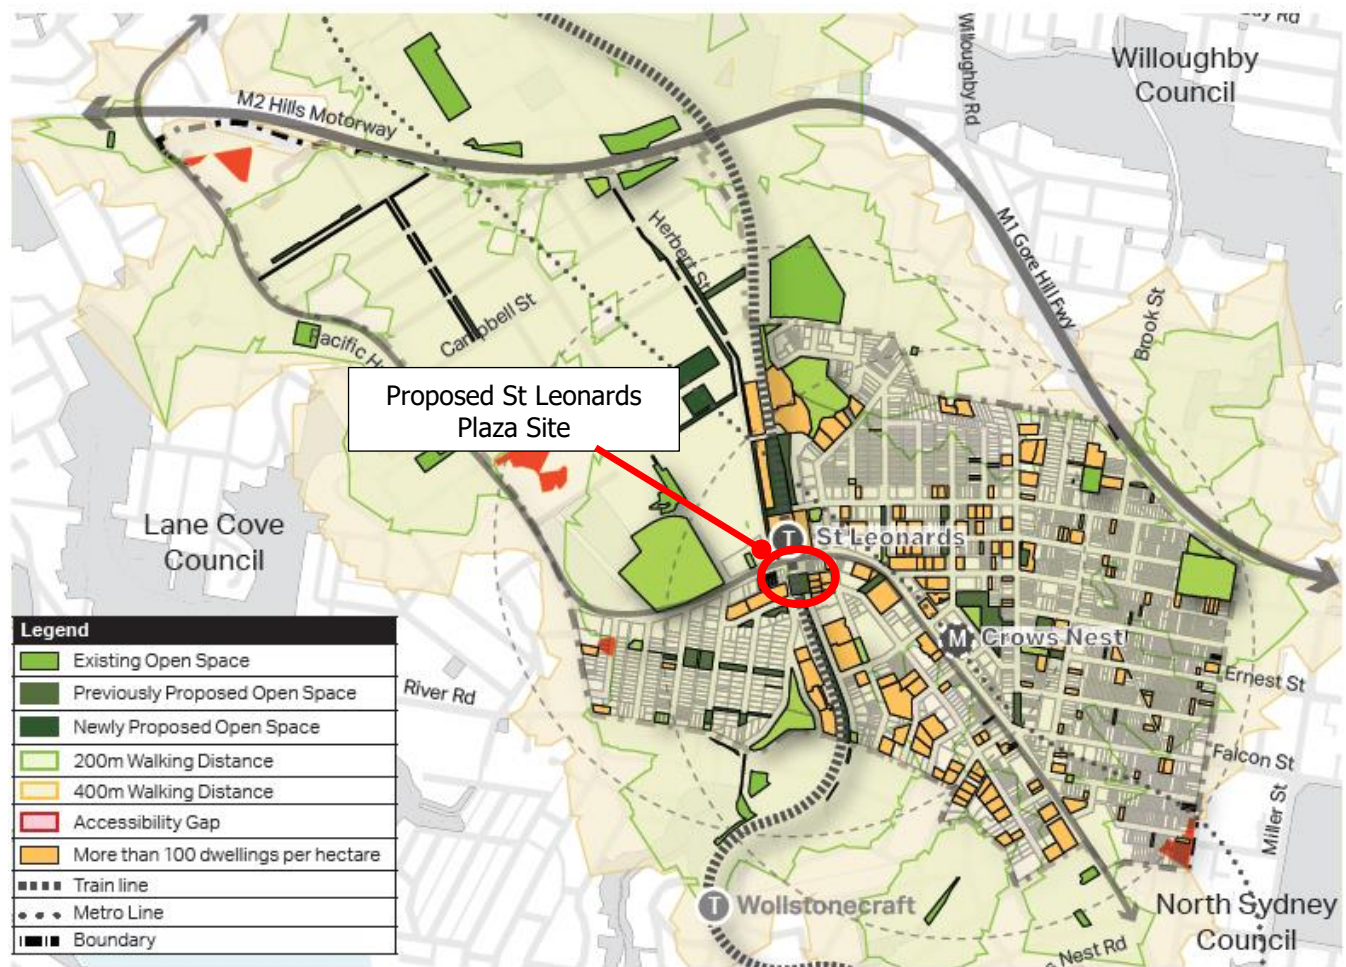 Bay Rd
Willoughby Rd
Willoughby
Council
M2 Hills Motorway
Herbert St
M1 Gore Hill Fwy
Brook St
Campbell St
Pacific
Proposed St Leonards
Plaza Site
Lane Cove
Council
T St Leonards
M Crows Nest
Legend
Existing Open Space
Previously Proposed Open Space
Newly Proposed Open Space
200m Walking Distance
400m Walking Distance
Accessibility Gap
More than 100 dwellings per hectare
Train line
Metro Line
Boundary
River Rd
Ernest St
Falcon St
Miller St
T Wollstonecraft
North Sydney
Council
Nest Rd